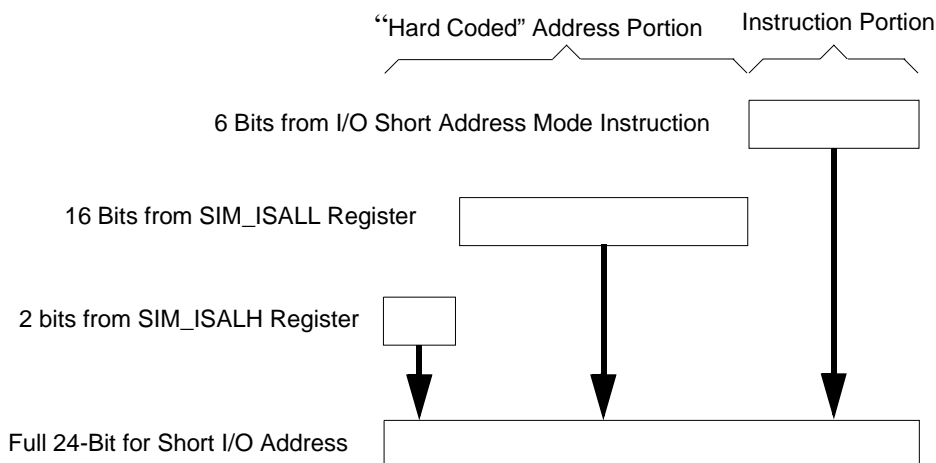 “Hard Coded” Address Portion
Instruction Portion
6 Bits from I/O Short Address Mode Instruction
16 Bits from SIM_ISALL Register
2 bits from SIM_ISALH Register
Full 24-Bit for Short I/O Address